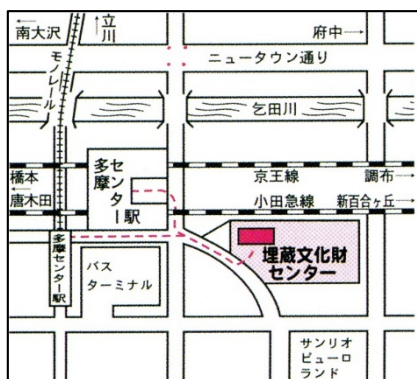 南大沢
立川
府中
ニュータウン通り
モノレール
乞田川
橋本
唐木田
多摩
センター駅
京王線
調布
小田急線
新百合ヶ丘
多摩センター駅
バス
ターミナル
埋蔵文化財
センター
サンリオ
ピューロ
ランド